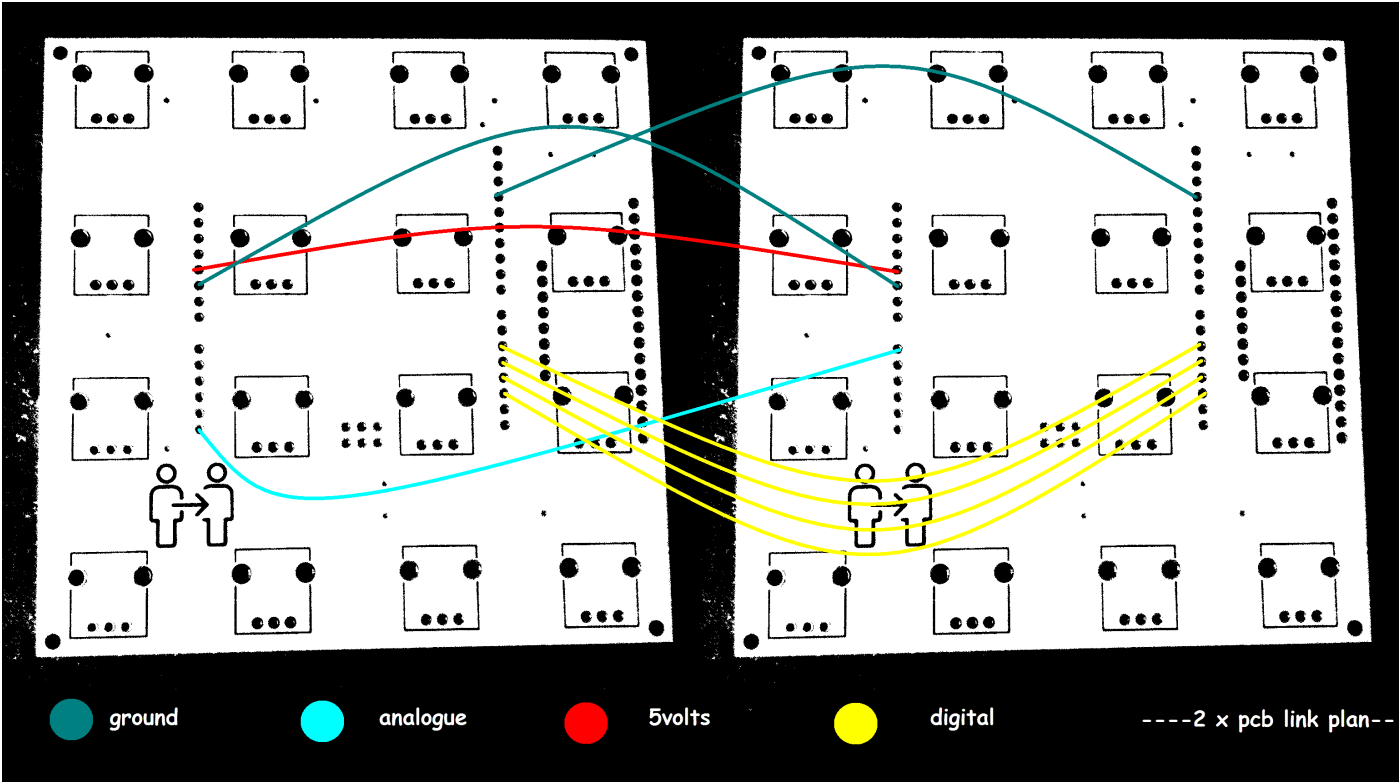 ground analogue 5volts digital ----2 x pcb link plan--